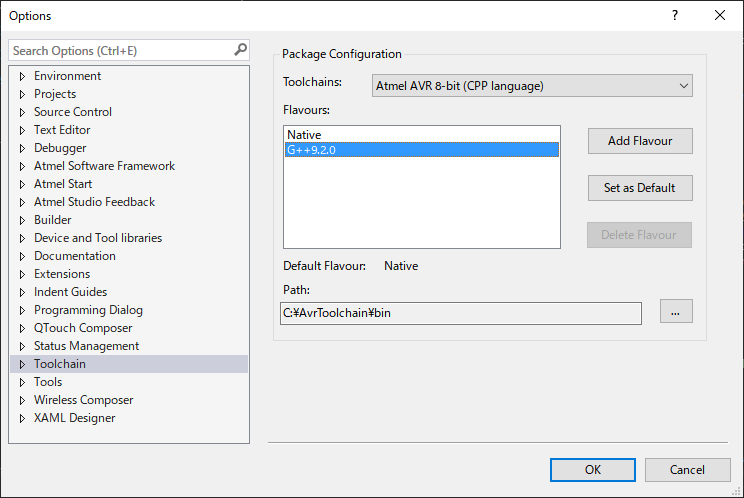 Options
?
Search Options (Ctrl+E)
Environment
Projects
Source Control
Text Editor
Debugger
Atmel Software Framework
Atmel Start
Atmel Studio Feedback
Builder
Device and Tool libraries
Documentation
Extensions
Indent Guides
Programming Dialog
QTouch Composer
Status Management
Toolchain
Tools
Wireless Composer
XAML Designer
Package Configuration
Toolchains: Atmel AVR 8-bit (CPP language)
Flavours:
Native
G++9.2.0
Add Flavour
Set as Default
Delete Flavour
Default Flavour: Native
Path:
C:¥AvrToolchain¥bin
...
OK Cancel